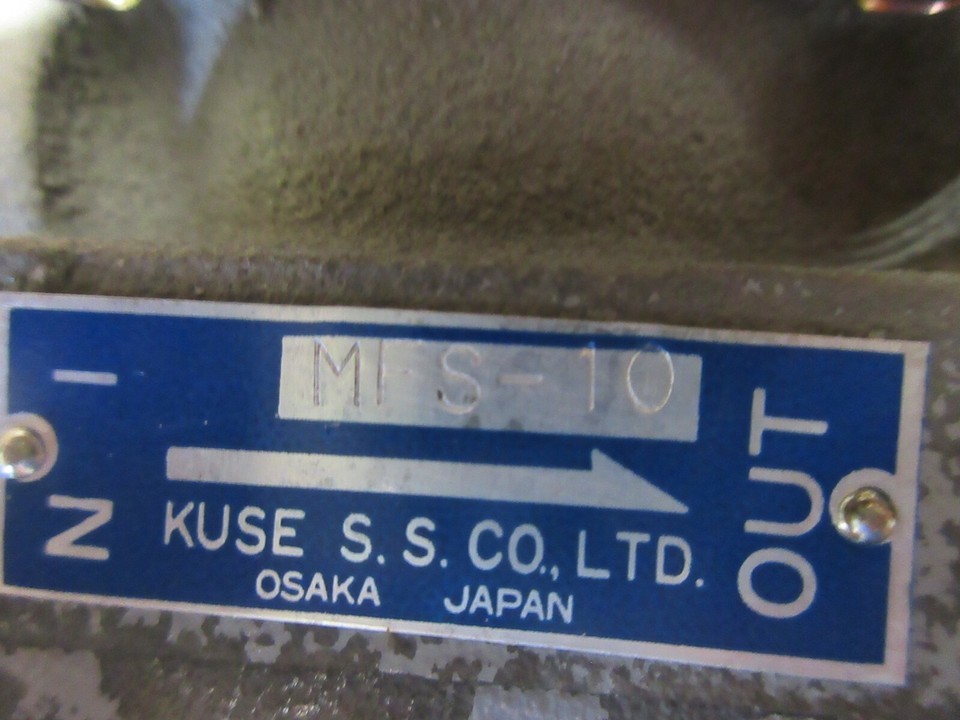 MFS-10
IN
KUSE S. S. CO., LTD.
OSAKA JAPAN
OUT